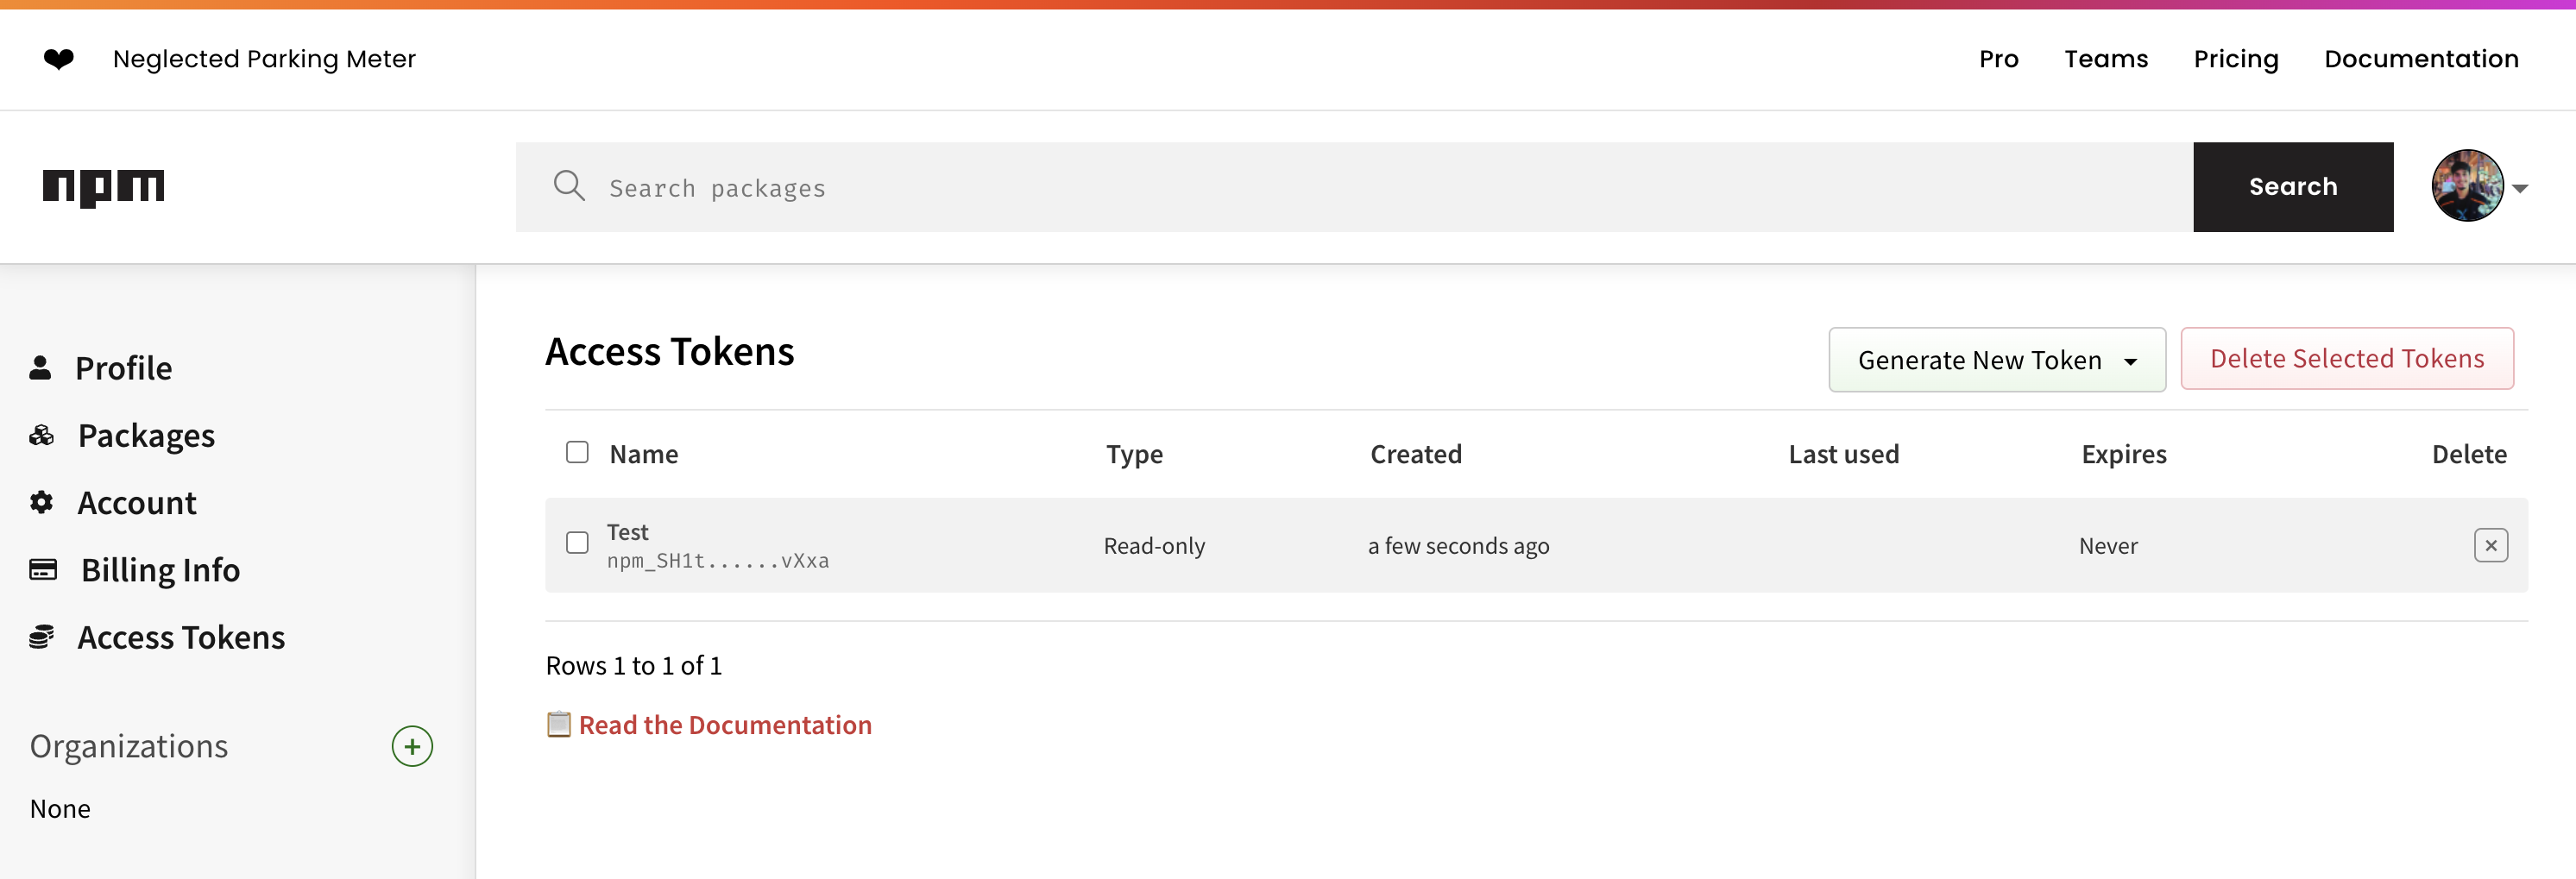 Neglected Parking Meter
Pro Teams Pricing Documentation
npm
Search packages
Search
Profile
Packages
Account
Billing Info
Access Tokens
Organizations
None
Access Tokens
Generate New Token
Delete Selected Tokens
Name Type Created Last used Expires Delete
Test
npm_SH1t......vXxa
Read-only a few seconds ago Never
Rows 1 to 1 of 1
Read the Documentation